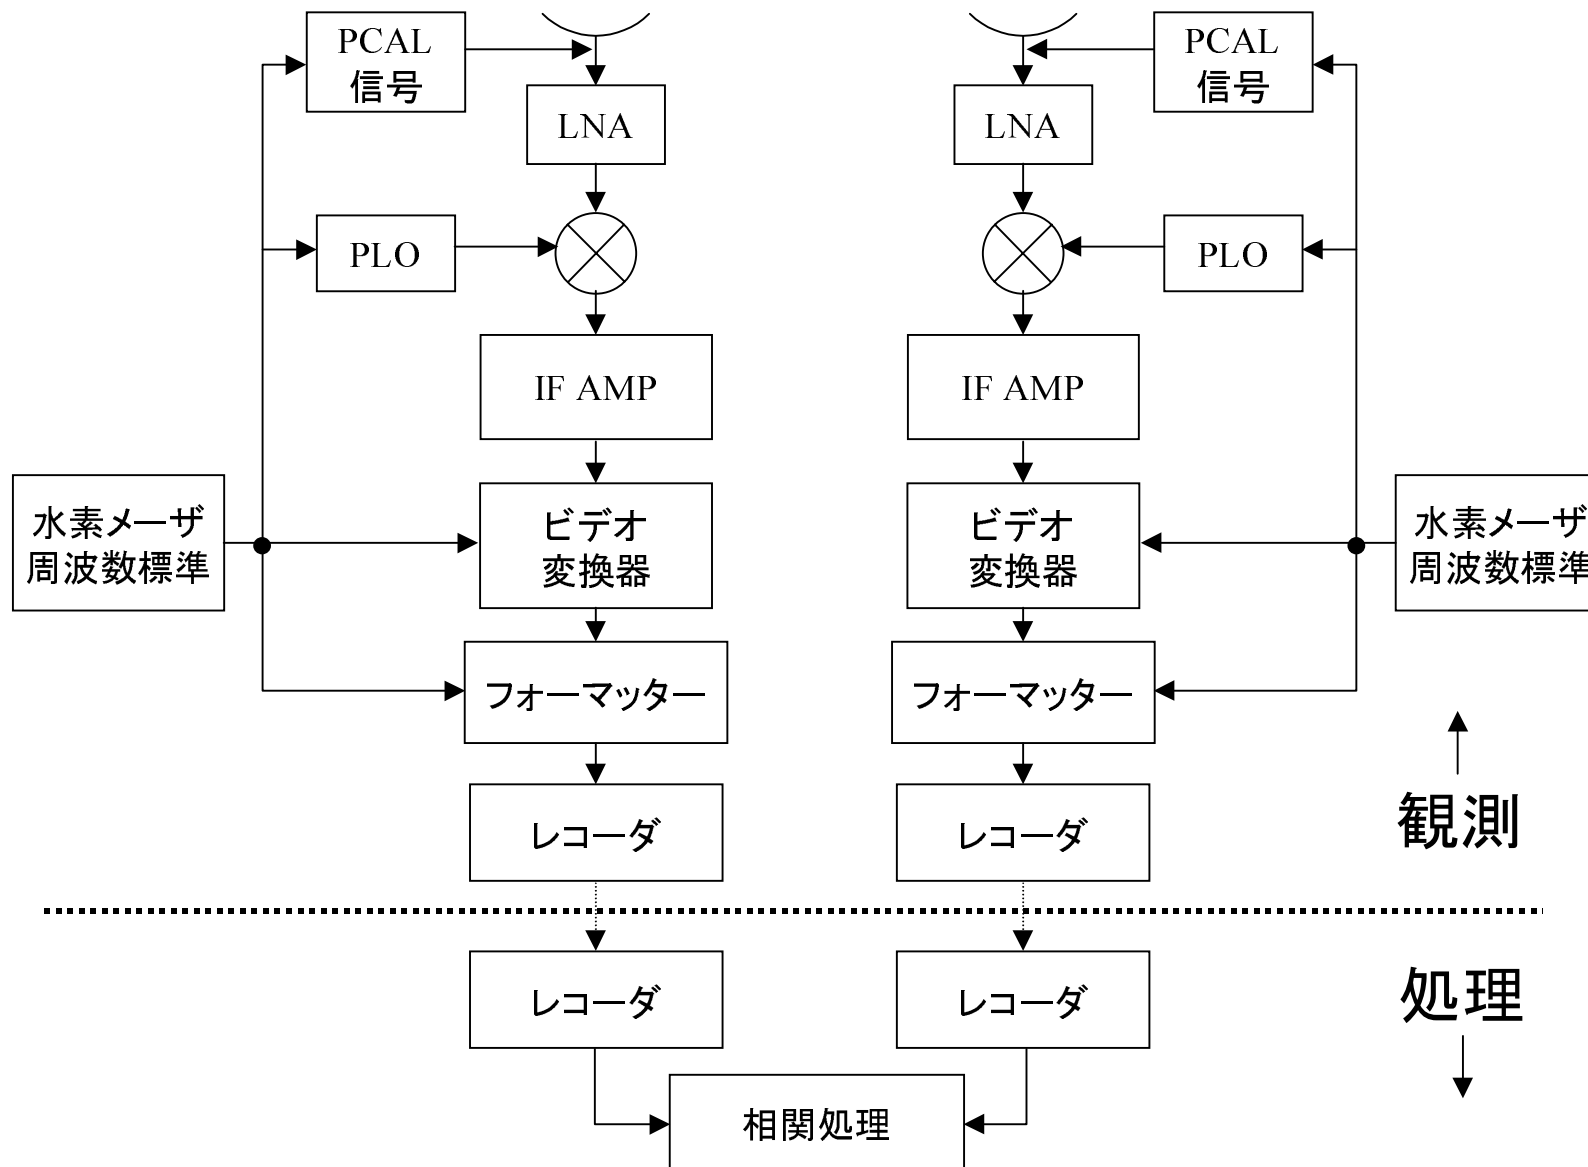 PCAL
信号
PCAL
信号
LNA
LNA
PLO
PLO
IF AMP
IF AMP
水素メーザ
周波数標準
ビデオ
変換器
ビデオ
変換器
水素メーザ
周波数標準
フォーマッター
フォーマッター
レコーダ
レコーダ
観測
レコーダ
レコーダ
処理
相関処理